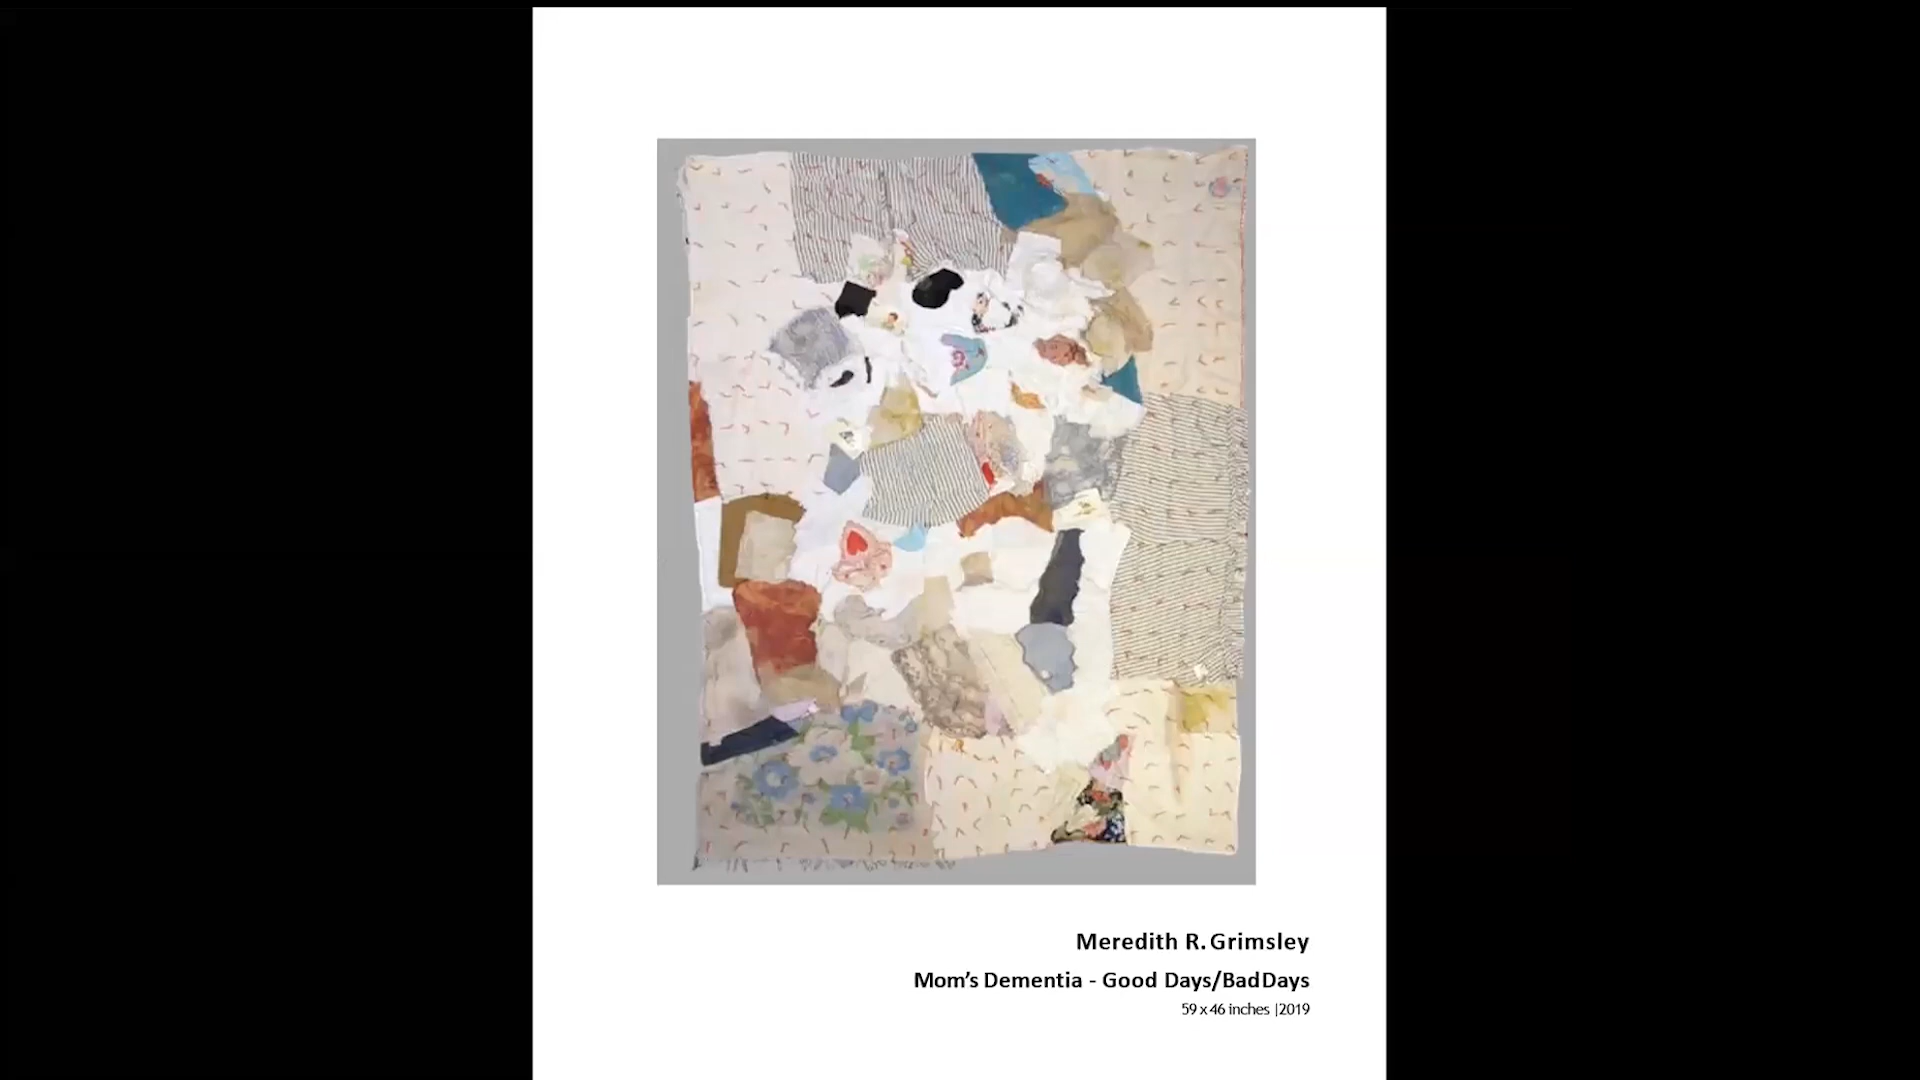 Meredith R. Grimsley
Mom's Dementia - Good Days/BadDays
59 x 46 inches |2019